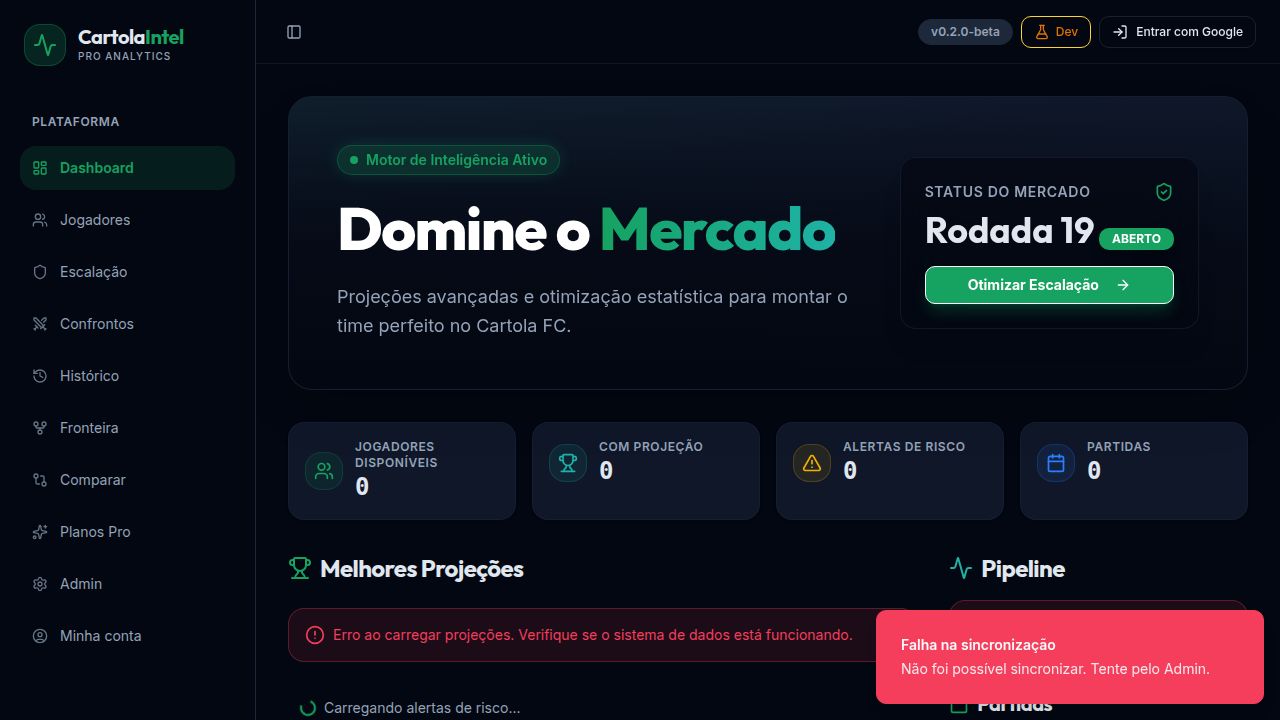 CartolaIntel
PRO ANALYTICS
PLATAFORMA
Dashboard
Jogadores
Escalação
Confrontos
Histórico
Fronteira
Comparar
Planos Pro
Admin
Minha conta
v0.2.0-beta
Dev
Entrar com Google
Motor de Inteligência Ativo
Domine o Mercado
Projeções avançadas e otimização estatística para montar o
time perfeito no Cartola FC.
STATUS DO MERCADO
Rodada 19
ABERTO
Otimizar Escalação
JOGADORES
DISPONÍVEIS
0
COM PROJEÇÃO
0
ALERTAS DE RISCO
0
PARTIDAS
0
Melhores Projeções
Erro ao carregar projeções. Verifique se o sistema de dados está funcionando.
Carregando alertas de risco...
Pipeline
Falha na sincronização
Não foi possível sincronizar. Tente pelo Admin.
Partidas